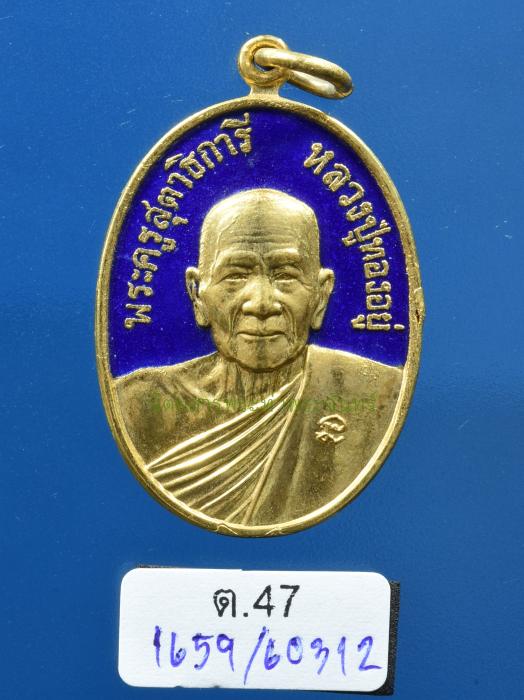 พระครูสุตาธิการี
หลวงปู่ทองอยู่
ต.47
1659/60312